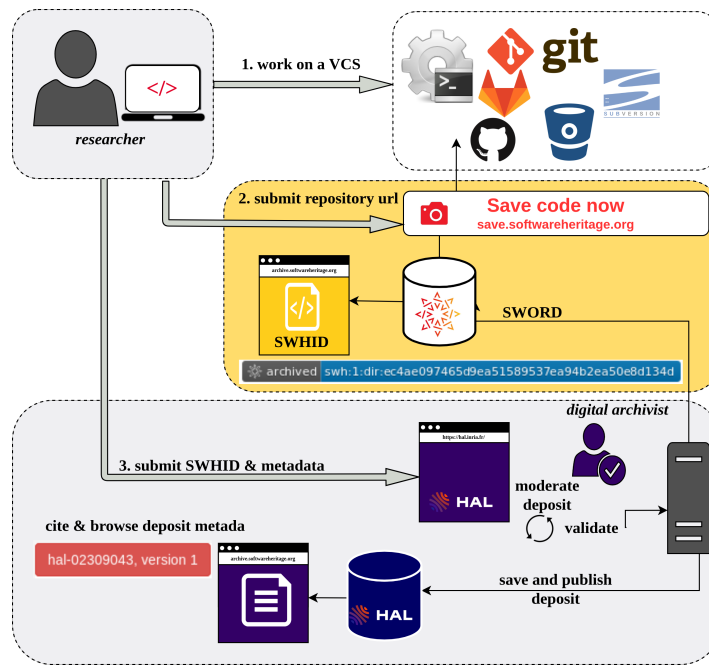 </>
researcher
1. work on a VCS
>_
git
SUBVERSION
2. submit repository url
Save code now
save.softwareheritage.org
archive.softwareheritage.org
</>
SWHID
SWORD
archived swh:1:dir:ec4ae097465d9ea51589537ea94b2ea50e8d134d
digital archivist
https://hal.inria.fr/
HAL
3. submit SWHID & metadata
moderate
deposit
validate
cite & browse deposit metada
hal-02309043, version 1
archive.softwareheritage.org
HAL
save and publish
deposit